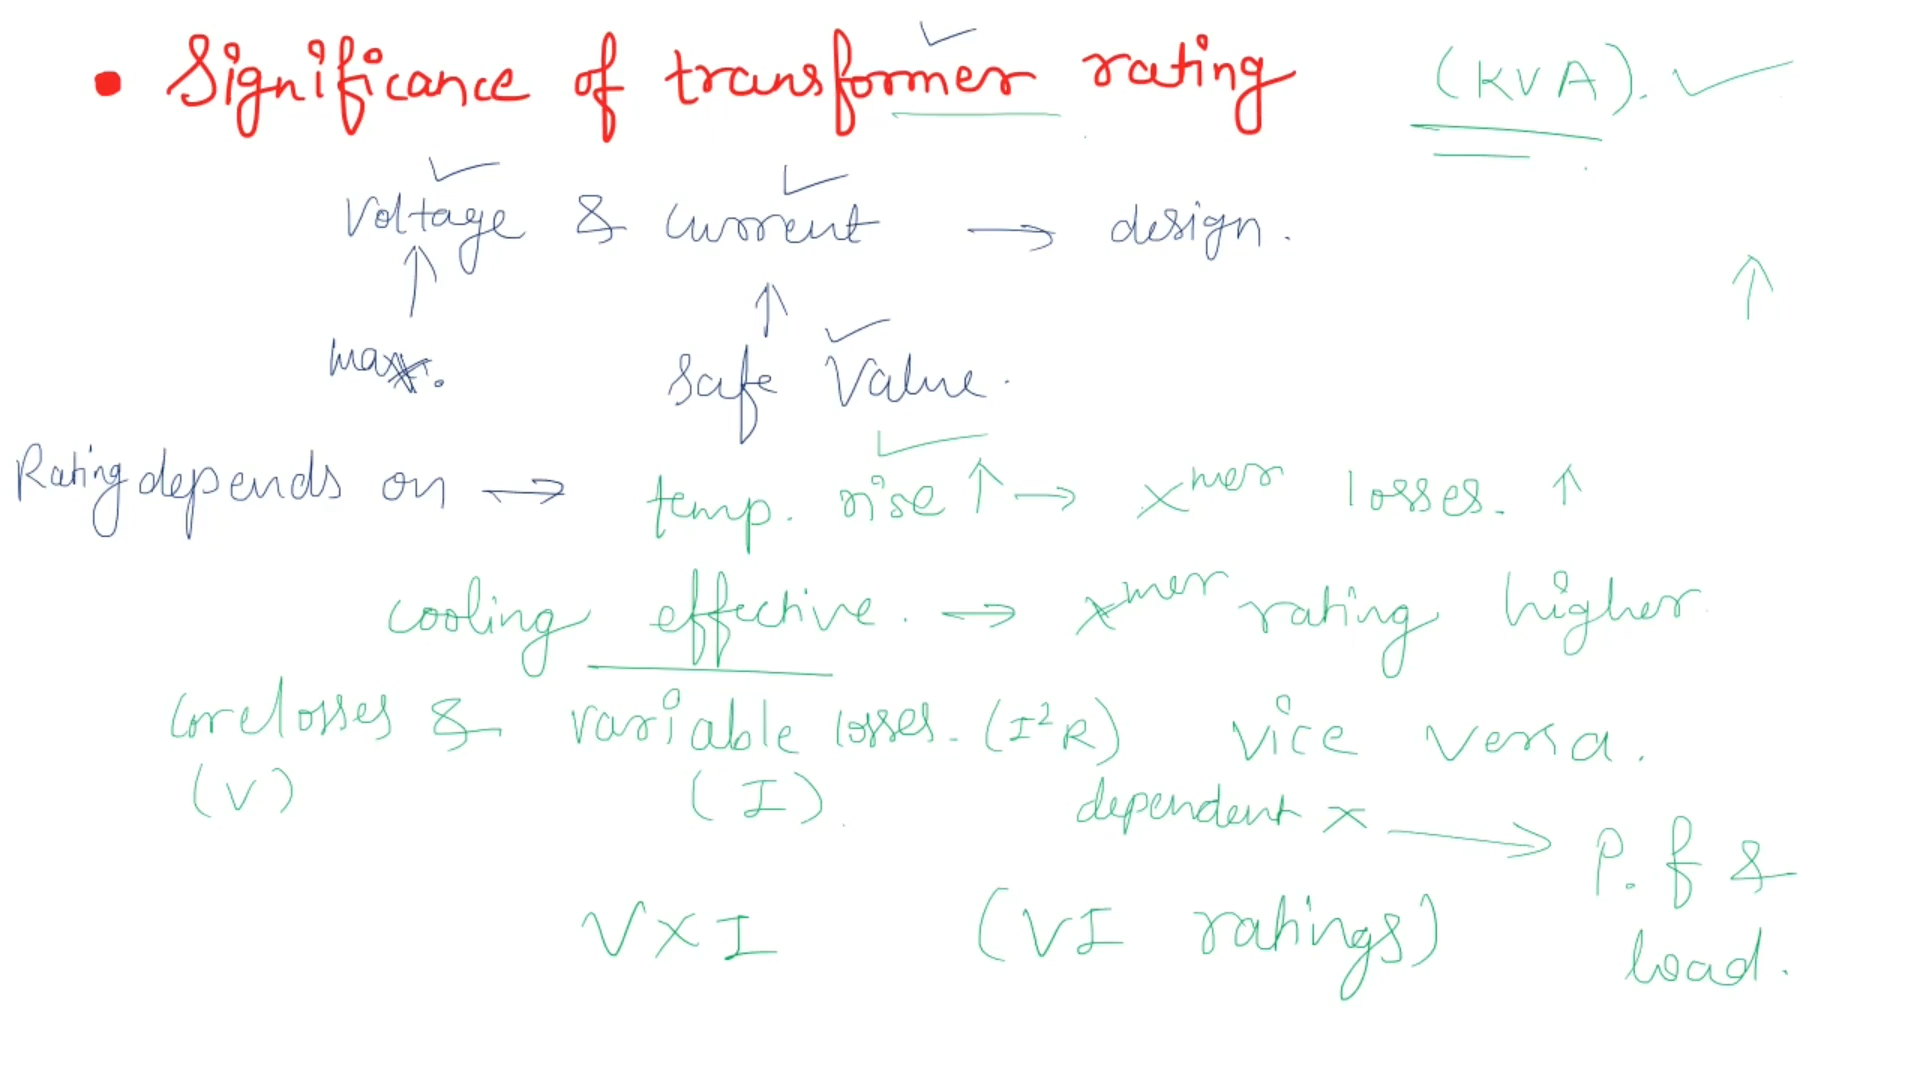 • Significance of transformer rating (KVA).
Voltage & Current → design.
↑ ↑ ↑
max. Safe Value.
Rating depends on → temp. rise ↑ → xmer losses. ↑
cooling effective. → xmer rating higher
Corelosses & variable losses. (I²R) vice versa.
(V) (I) dependent x → P.f &
load.
V×I (VI ratings)